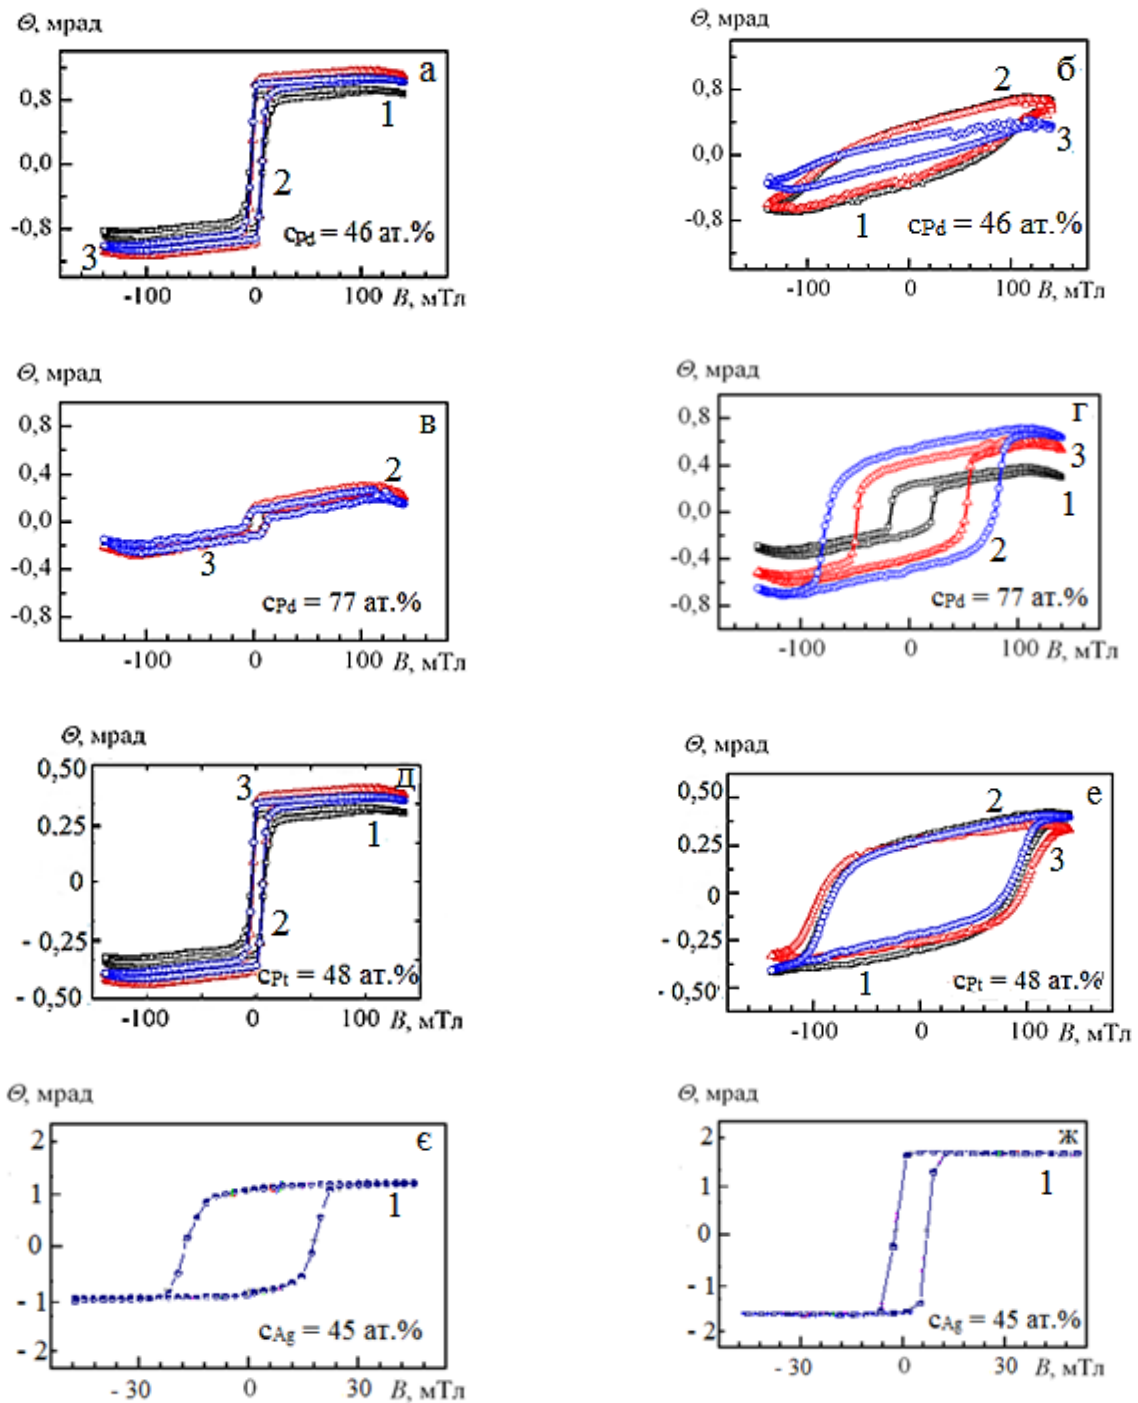 Θ, мрад
а
0,8
0,0
-0,8
1
2
3
cPd = 46 ат.%
-100 0 100 B, мТл
Θ, мрад
б
0,8
0,0
-0,8
2
3
1
cPd = 46 ат.%
-100 0 100 B, мТл
Θ, мрад
в
0,8
0,4
0,0
-0,4
-0,8
2
3
cPd = 77 ат.%
-100 0 100 B, мТл
Θ, мрад
г
0,8
0,4
0,0
-0,4
-0,8
3
1
2
cPd = 77 ат.%
-100 0 100 B, мТл
Θ, мрад
д
0,50
0,25
0
- 0,25
- 0,50
3
1
2
cPt = 48 ат.%
-100 0 100 B, мТл
Θ, мрад
е
0,50
0,25
0
- 0,25
- 0,50
2
3
1
cPt = 48 ат.%
-100 0 100 B, мТл
Θ, мрад
є
2
1
0
- 1
- 2
1
cAg = 45 ат.%
- 30 0 30 B, мТл
Θ, мрад
ж
2
1
0
- 1
- 2
1
cAg = 45 ат.%
- 30 0 30 B, мТл